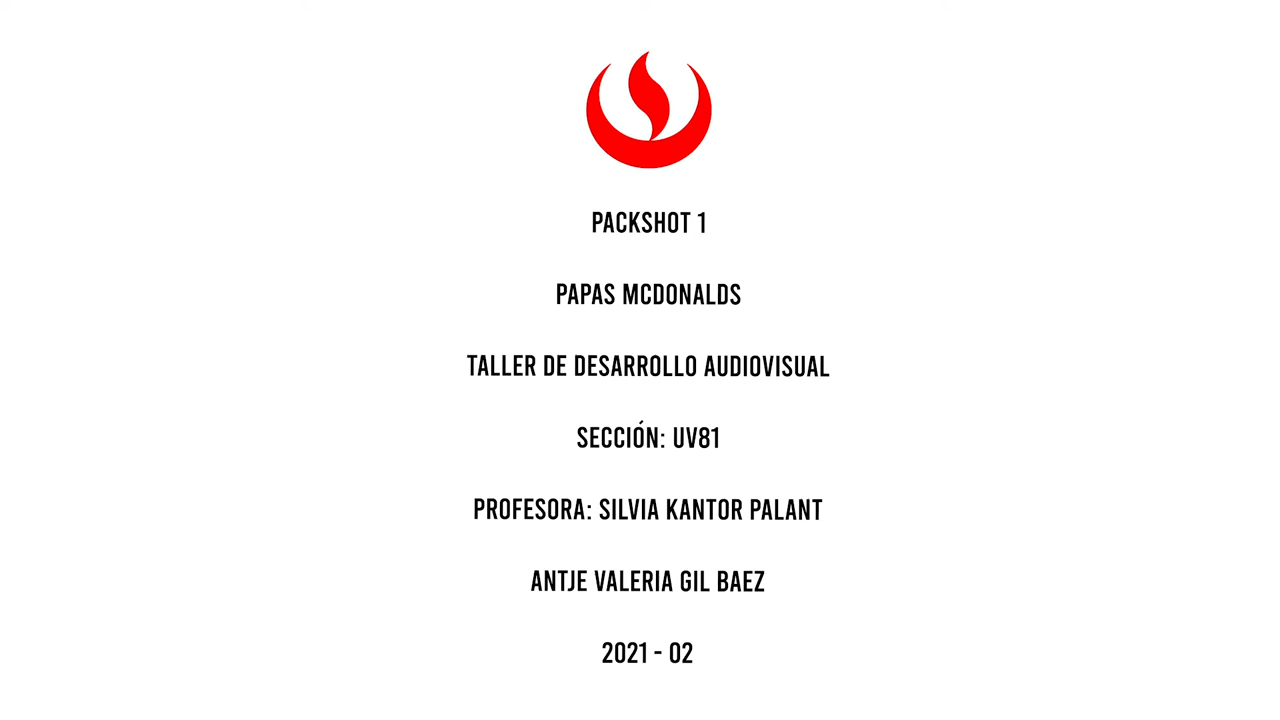 PACKSHOT 1
PAPAS MCDONALDS
TALLER DE DESARROLLO AUDIOVISUAL
SECCIÓN: UV81
PROFESORA: SILVIA KANTOR PALANT
ANTJE VALERIA GIL BAEZ
2021 - 02